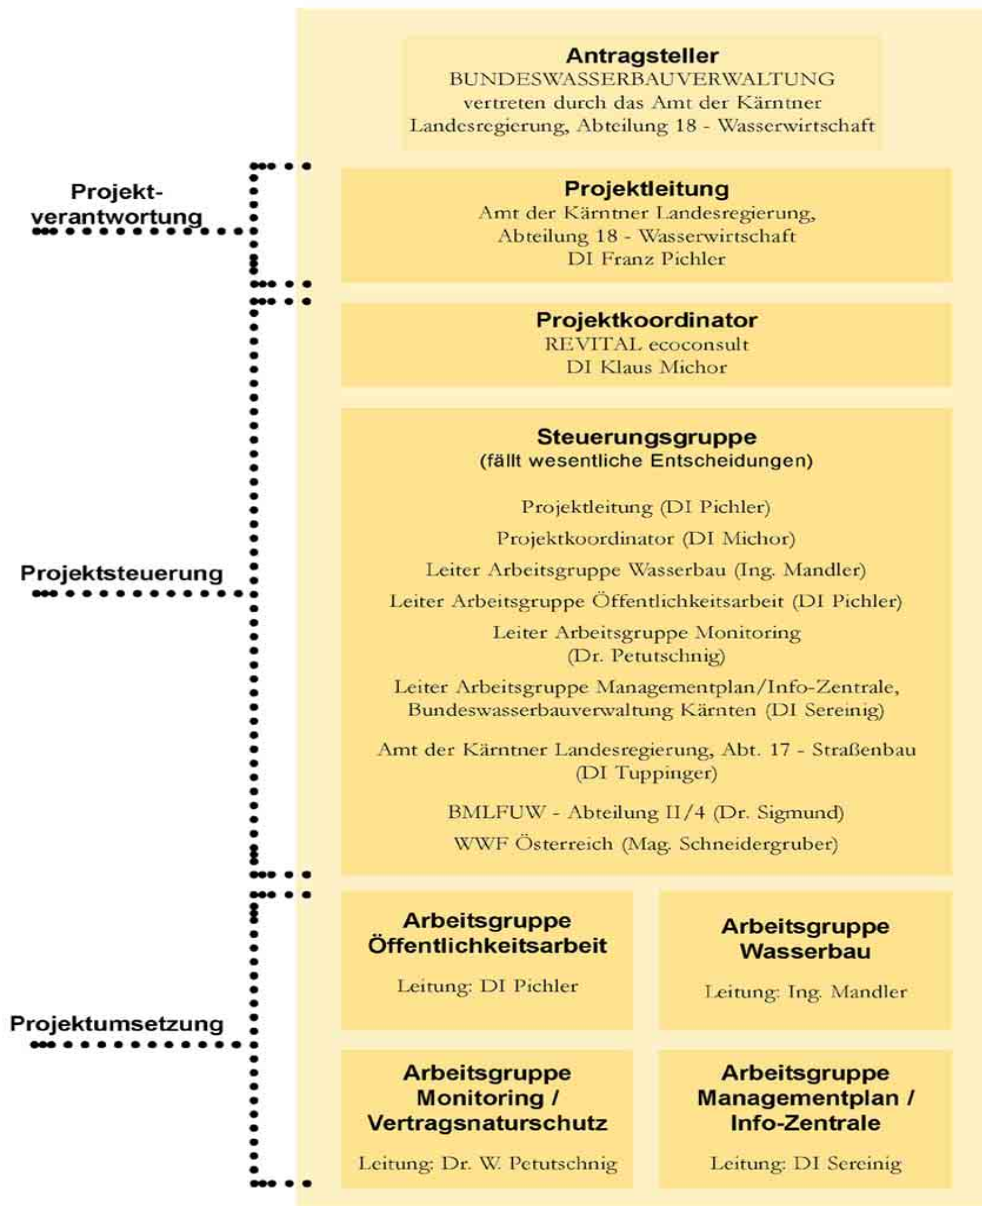 Antragsteller
BUNDESWASSERBAUVERWALTUNG
vertreten durch das Amt der Kärntner
Landesregierung, Abteilung 18 - Wasserwirtschaft
Projekt-
verantwortung
Projektleitung
Amt der Kärntner Landesregierung,
Abteilung 18 - Wasserwirtschaft
DI Franz Pichler
Projektsteuerung
Projektkoordinator
REVITAL ecoconsult
DI Klaus Michor
Steuerungsgruppe
(fällt wesentliche Entscheidungen)
Projektleitung (DI Pichler)
Projektkoordinator (DI Michor)
Leiter Arbeitsgruppe Wasserbau (Ing. Mandler)
Leiter Arbeitsgruppe Öffentlichkeitsarbeit (DI Pichler)
Leiter Arbeitsgruppe Monitoring
(Dr. Petutschnig)
Leiter Arbeitsgruppe Managementplan/Info-Zentrale,
Bundeswasserbauverwaltung Kärnten (DI Sereinig)
Amt der Kärntner Landesregierung, Abt. 17 - Straßenbau
(DI Tuppinger)
BMLFUW - Abteilung II/4 (Dr. Sigmund)
WWF Österreich (Mag. Schneidergruber)
Projektumsetzung
Arbeitsgruppe
Öffentlichkeitsarbeit
Leitung: DI Pichler
Arbeitsgruppe
Wasserbau
Leitung: Ing. Mandler
Arbeitsgruppe
Monitoring /
Vertragsnaturschutz
Leitung: Dr. W. Petutschnig
Arbeitsgruppe
Managementplan /
Info-Zentrale
Leitung: DI Sereinig